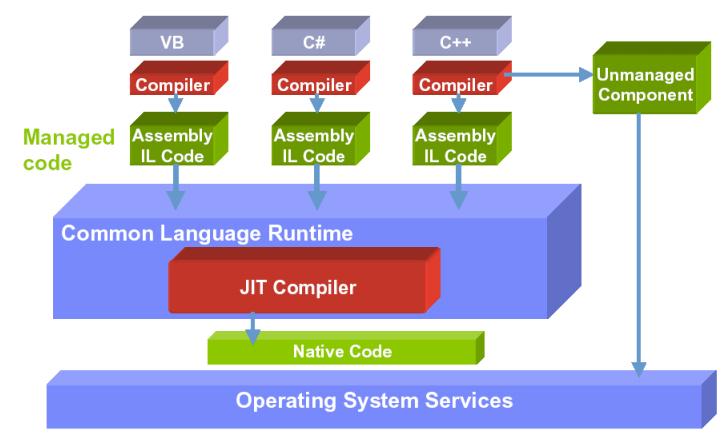 VB
C#
C++
Compiler
Compiler
Compiler
Unmanaged
Component
Managed
code
Assembly
IL Code
Assembly
IL Code
Assembly
IL Code
Common Language Runtime
JIT Compiler
Native Code
Operating System Services